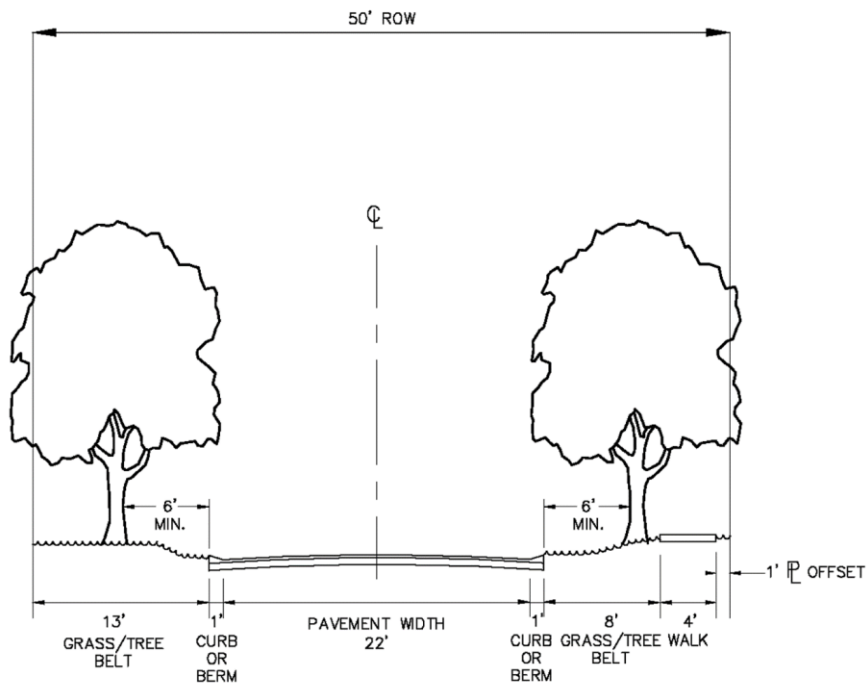 50' ROW
℄
6'
MIN.
6'
MIN.
1' ⅊ OFFSET
13'
GRASS/TREE
BELT
1'
CURB
OR
BERM
PAVEMENT WIDTH
22'
1'
CURB
OR
BERM
8'
GRASS/TREE
BELT
4'
WALK